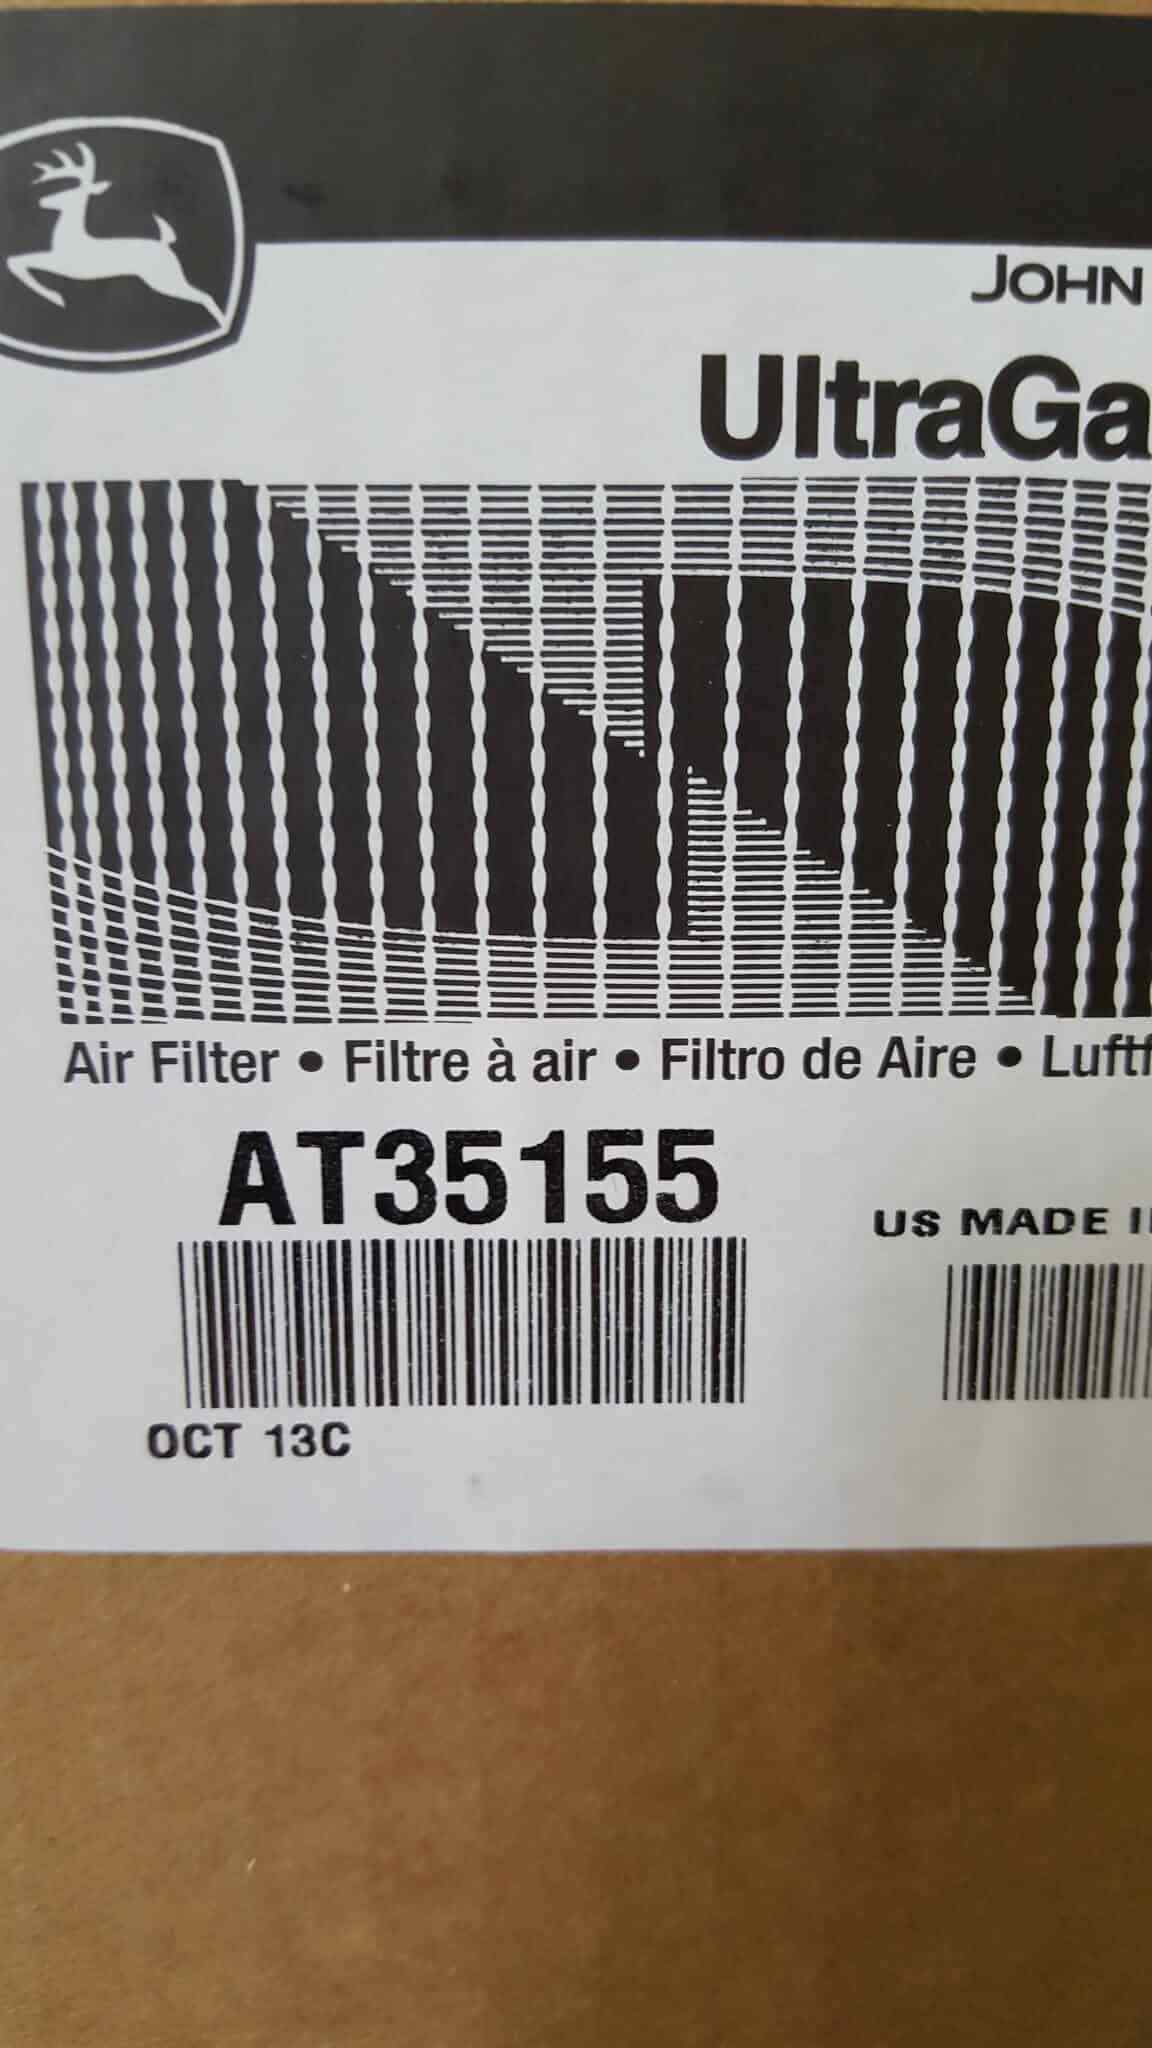 JOHN
UltraGa
Air Filter • Filtre à air • Filtro de Aire • Luftf
AT35155
US MADE I
OCT 13C